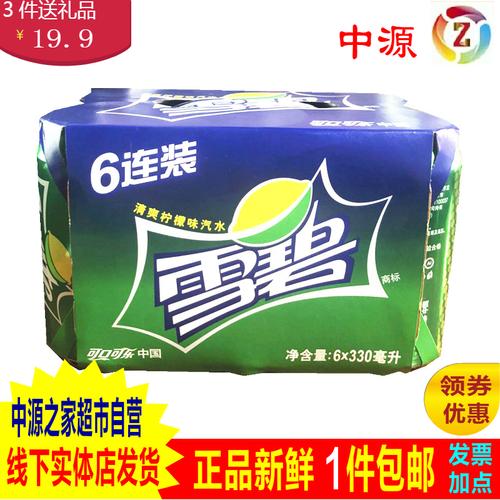 3件送礼品
¥19.9
中源
Z
6连装
清爽柠檬味汽水
雪碧
商标
可口可乐中国
净含量:6×330毫升
领券
优惠
中源之家超市自营
线下实体店发货
正品新鲜 1件包邮
发票
加点